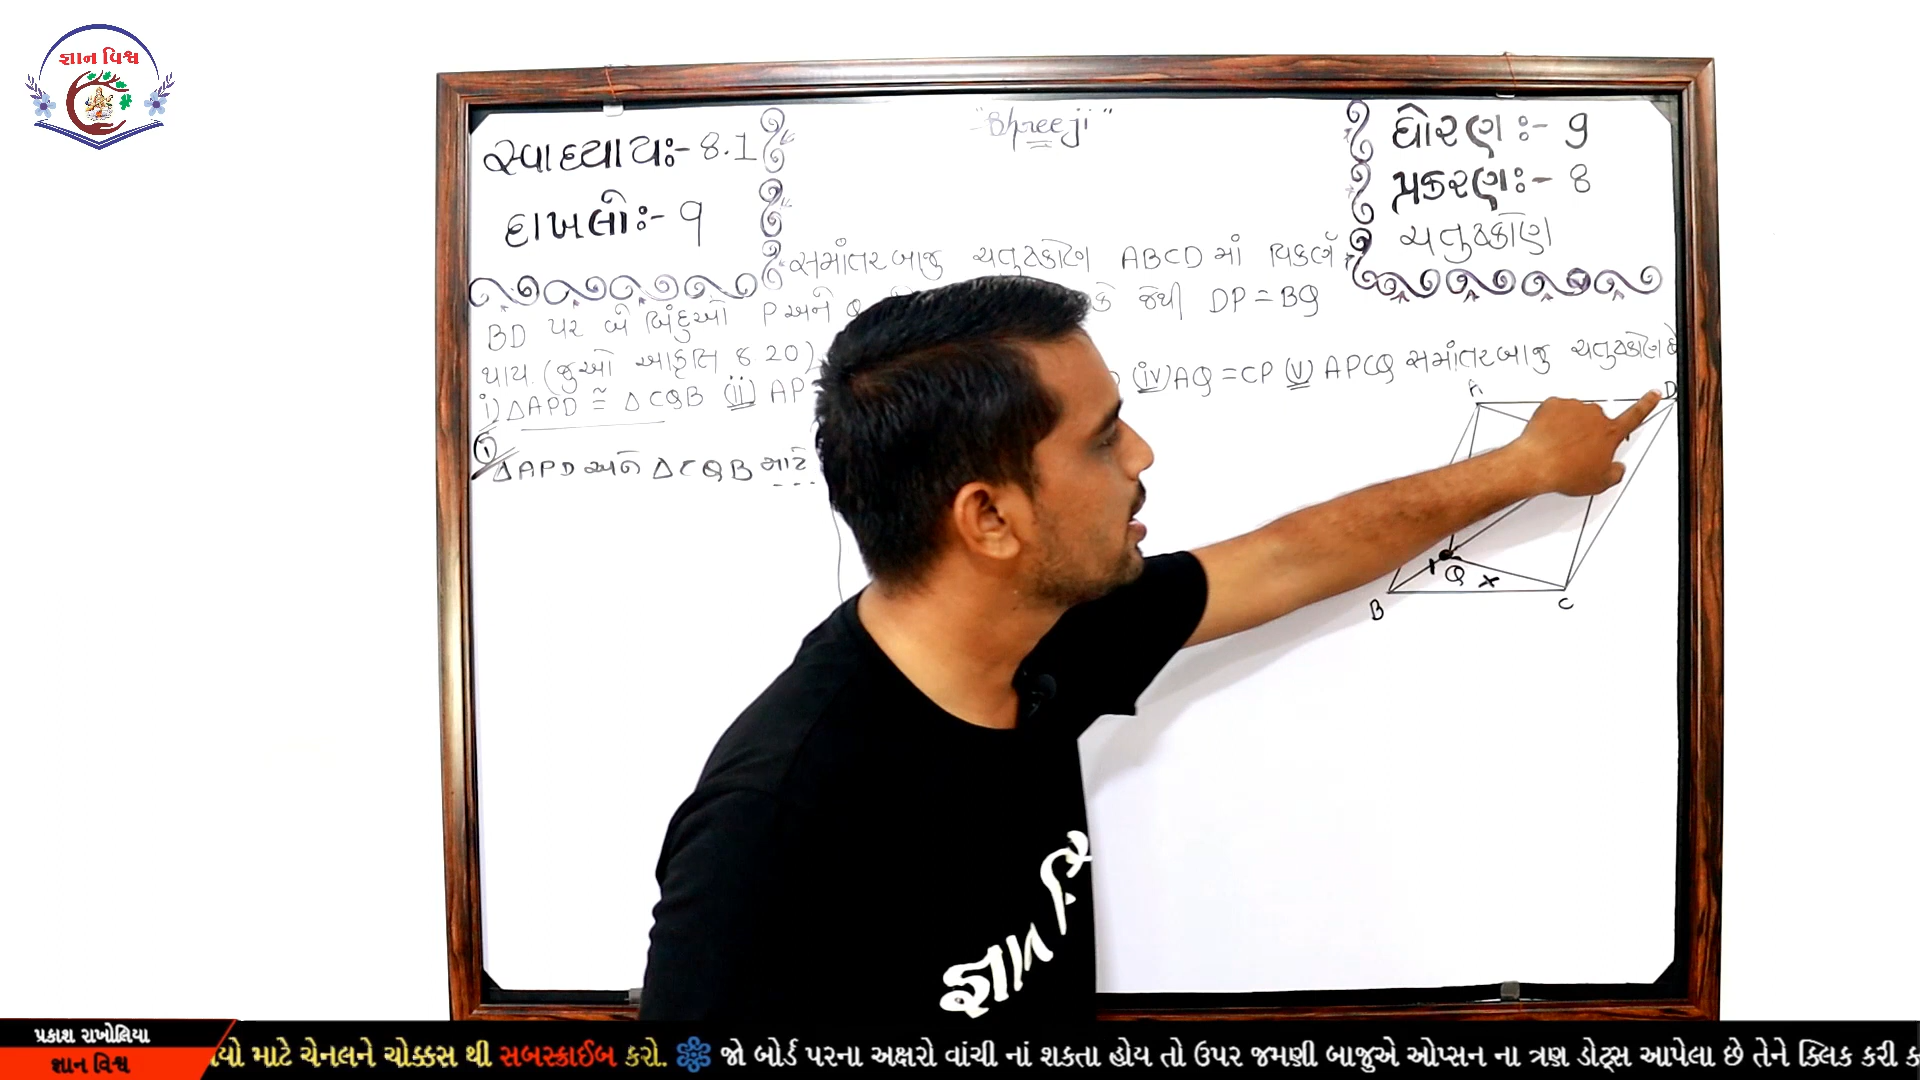 જ્ઞાન વિશ્વ
"Shreeji"
સ્વાધ્યાયઃ- 8.1
દાખલોઃ- 9
ધોરણઃ- 9
પ્રકરણઃ- 8
ચતુષ્કોણ
સમાંતરબાજુ ચતુષ્કોણ ABCD માં વિકર્ણ
BD પર બે બિંદુઓ P અને Q કે જેથી DP = BQ
થાય. (જુઓ આકૃતિ 8.20)
i) △APD ≅ △CQB (ii) AP (iv) AQ = CP (v) APCQ સમાંતરબાજુ ચતુષ્કોણ છે
① △APD અને △CQB માટે
A D
Q x
B C
જ્ઞાન વિ
પ્રકાશ રાખોલિયા
જ્ઞાન વિશ્વ
યો માટે ચેનલને ચોક્કસ થી સબસ્ક્રાઈબ કરો. જો બોર્ડ પરના અક્ષરો વાંચી નાં શકતા હોય તો ઉપર જમણી બાજુએ ઓપ્સન ના ત્રણ ડોટ્સ આપેલા છે તેને ક્લિક કરી ક